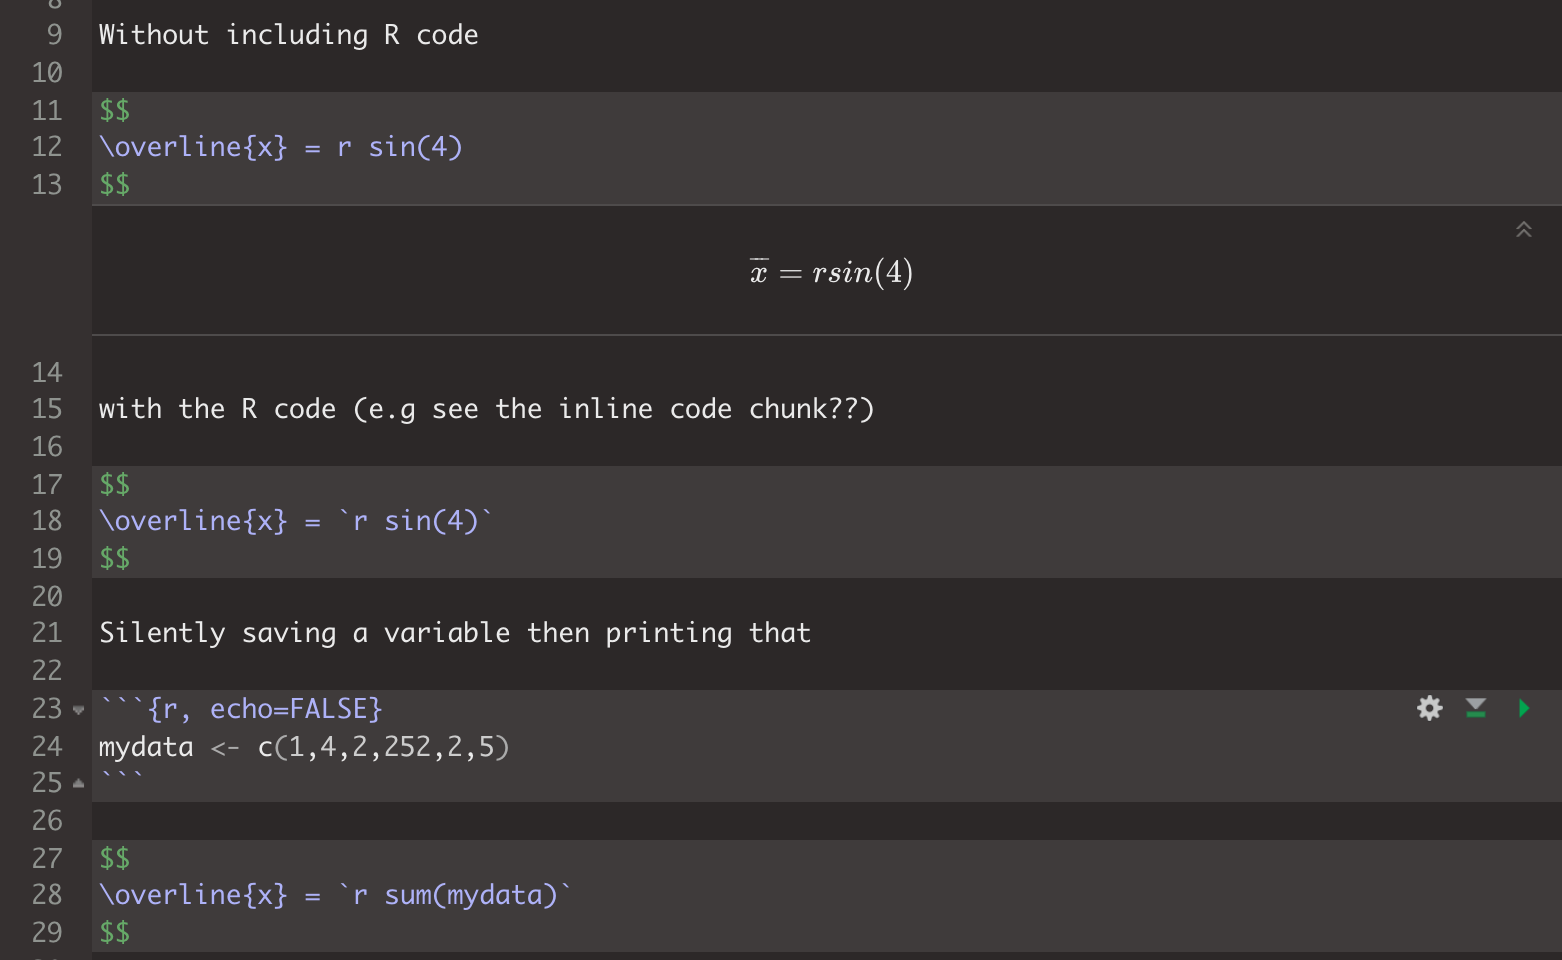 8
9 Without including R code
10
11 $$
12 \overline{x} = r sin(4)
13 $$
x̅ = rsin(4)
14
15 with the R code (e.g see the inline code chunk??)
16
17 $$
18 \overline{x} = `r sin(4)`
19 $$
20
21 Silently saving a variable then printing that
22
23 ```{r, echo=FALSE}
24 mydata <- c(1,4,2,252,2,5)
25 ```
26
27 $$
28 \overline{x} = `r sum(mydata)`
29 $$